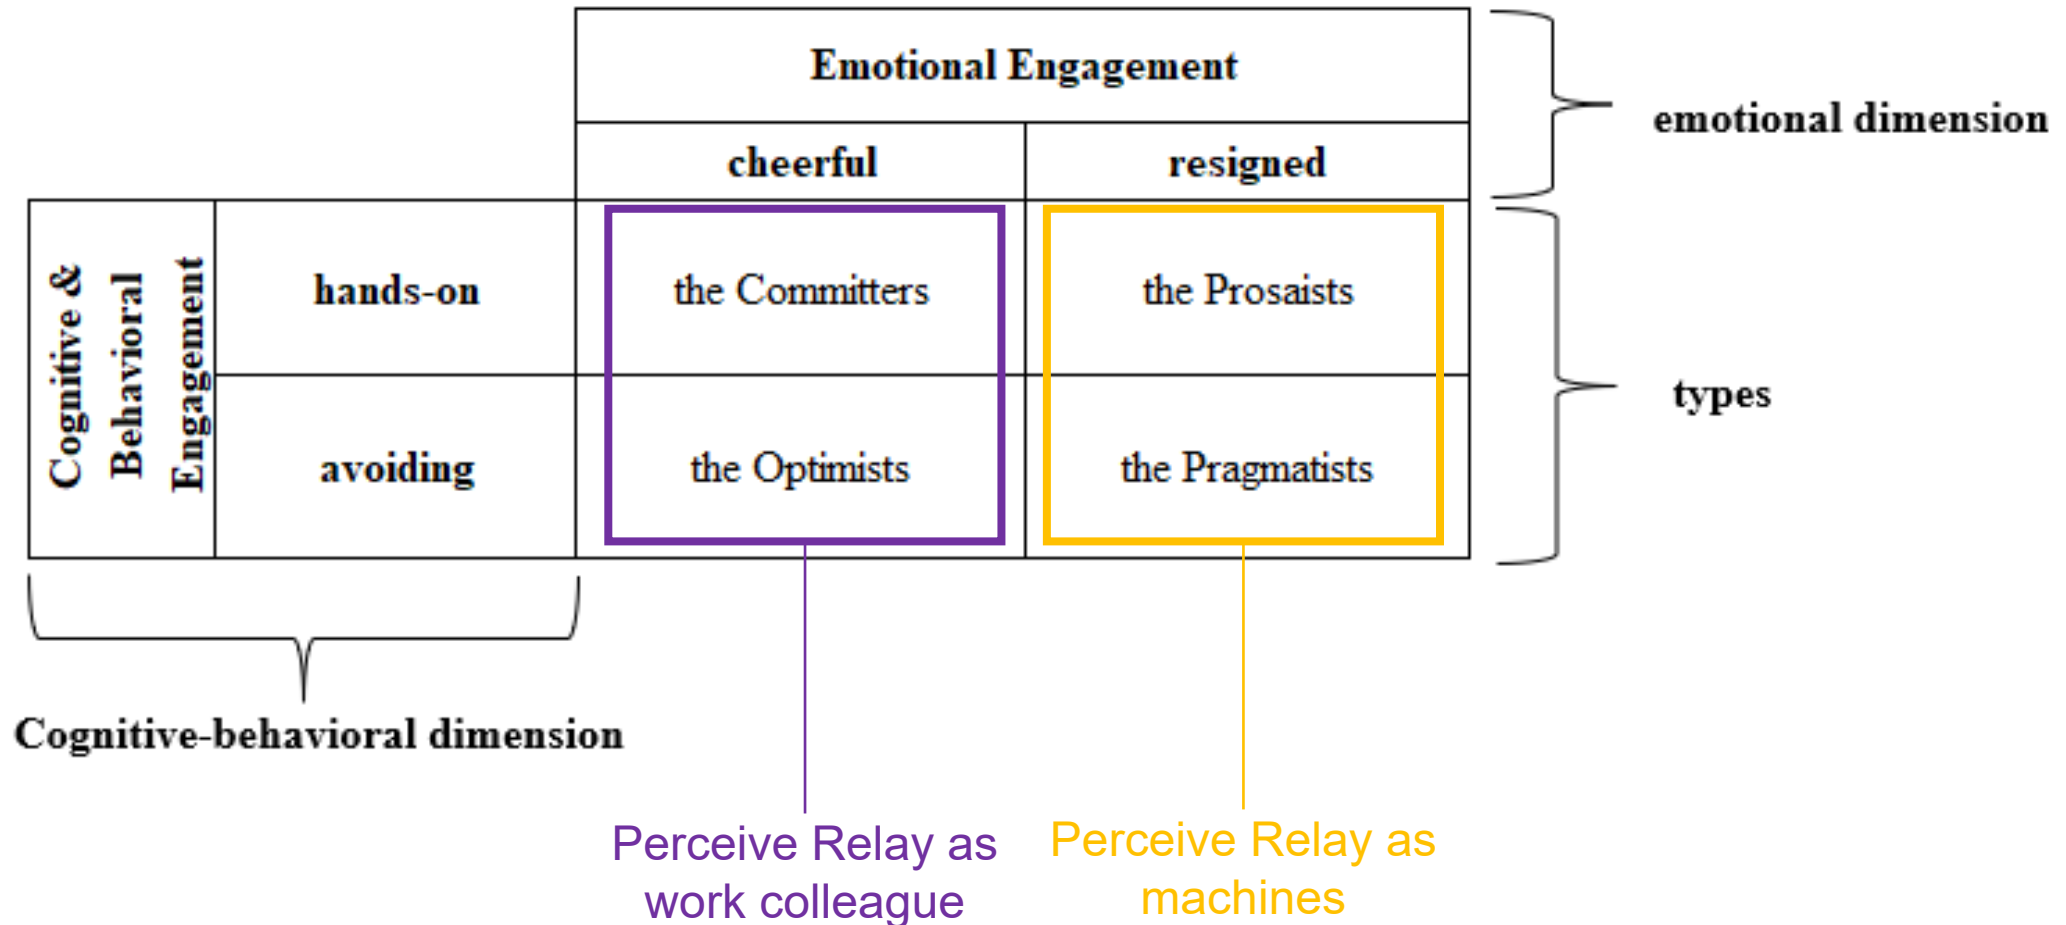 Emotional Engagement
emotional dimension
cheerful
resigned
Cognitive &
Behavioral
Engagement
hands-on
the Committers
the Prosaists
types
avoiding
the Optimists
the Pragmatists
Cognitive-behavioral dimension
Perceive Relay as
work colleague
Perceive Relay as
machines